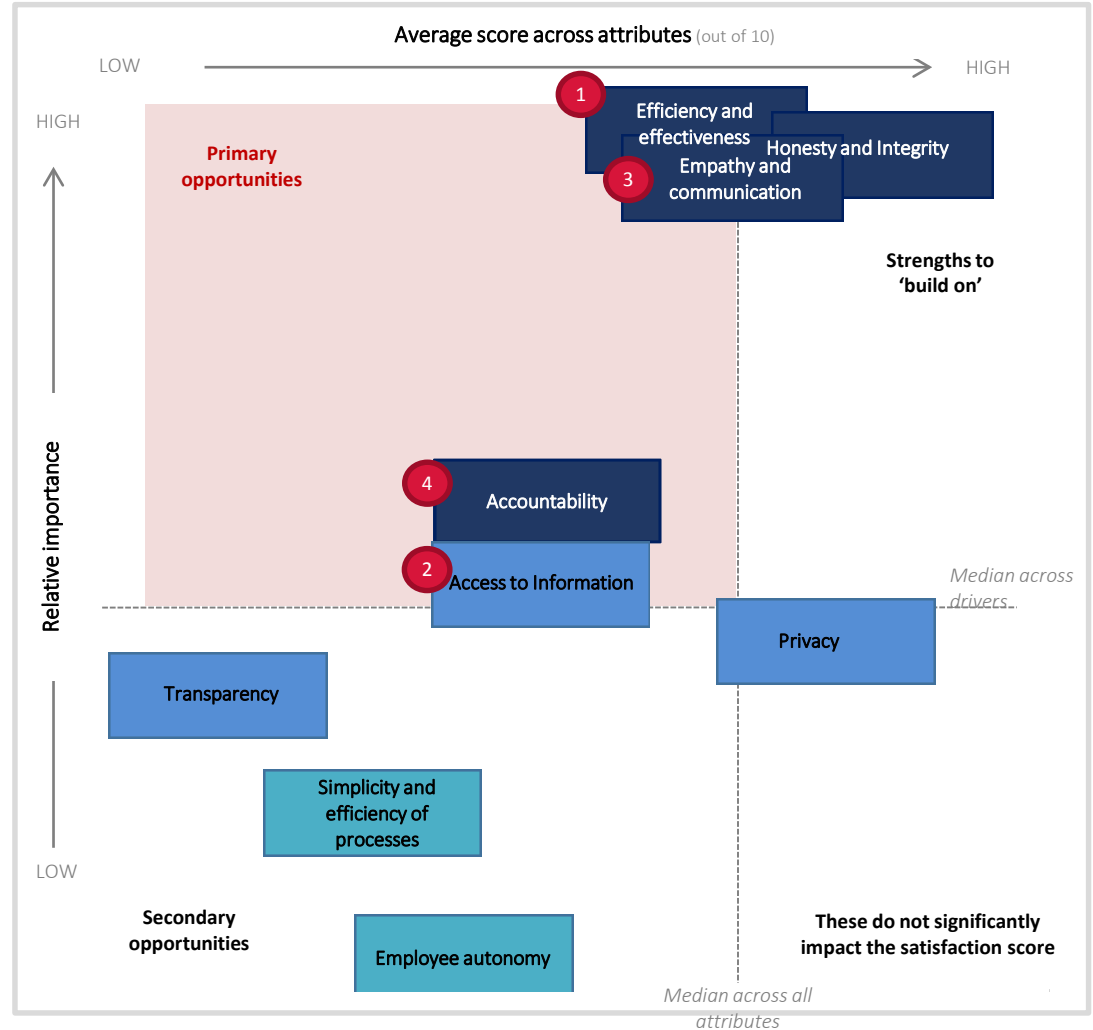 Average score across attributes (out of 10)
LOW
HIGH
HIGH
1
Efficiency and
effectiveness
Honesty and Integrity
Primary
opportunities
3
Empathy and
communication
Strengths to
‘build on’
Relative importance
4
Accountability
2
Access to Information
Median across
drivers
Privacy
Transparency
Simplicity and
efficiency of
processes
LOW
Secondary
opportunities
These do not significantly
impact the satisfaction score
Employee autonomy
Median across all
attributes